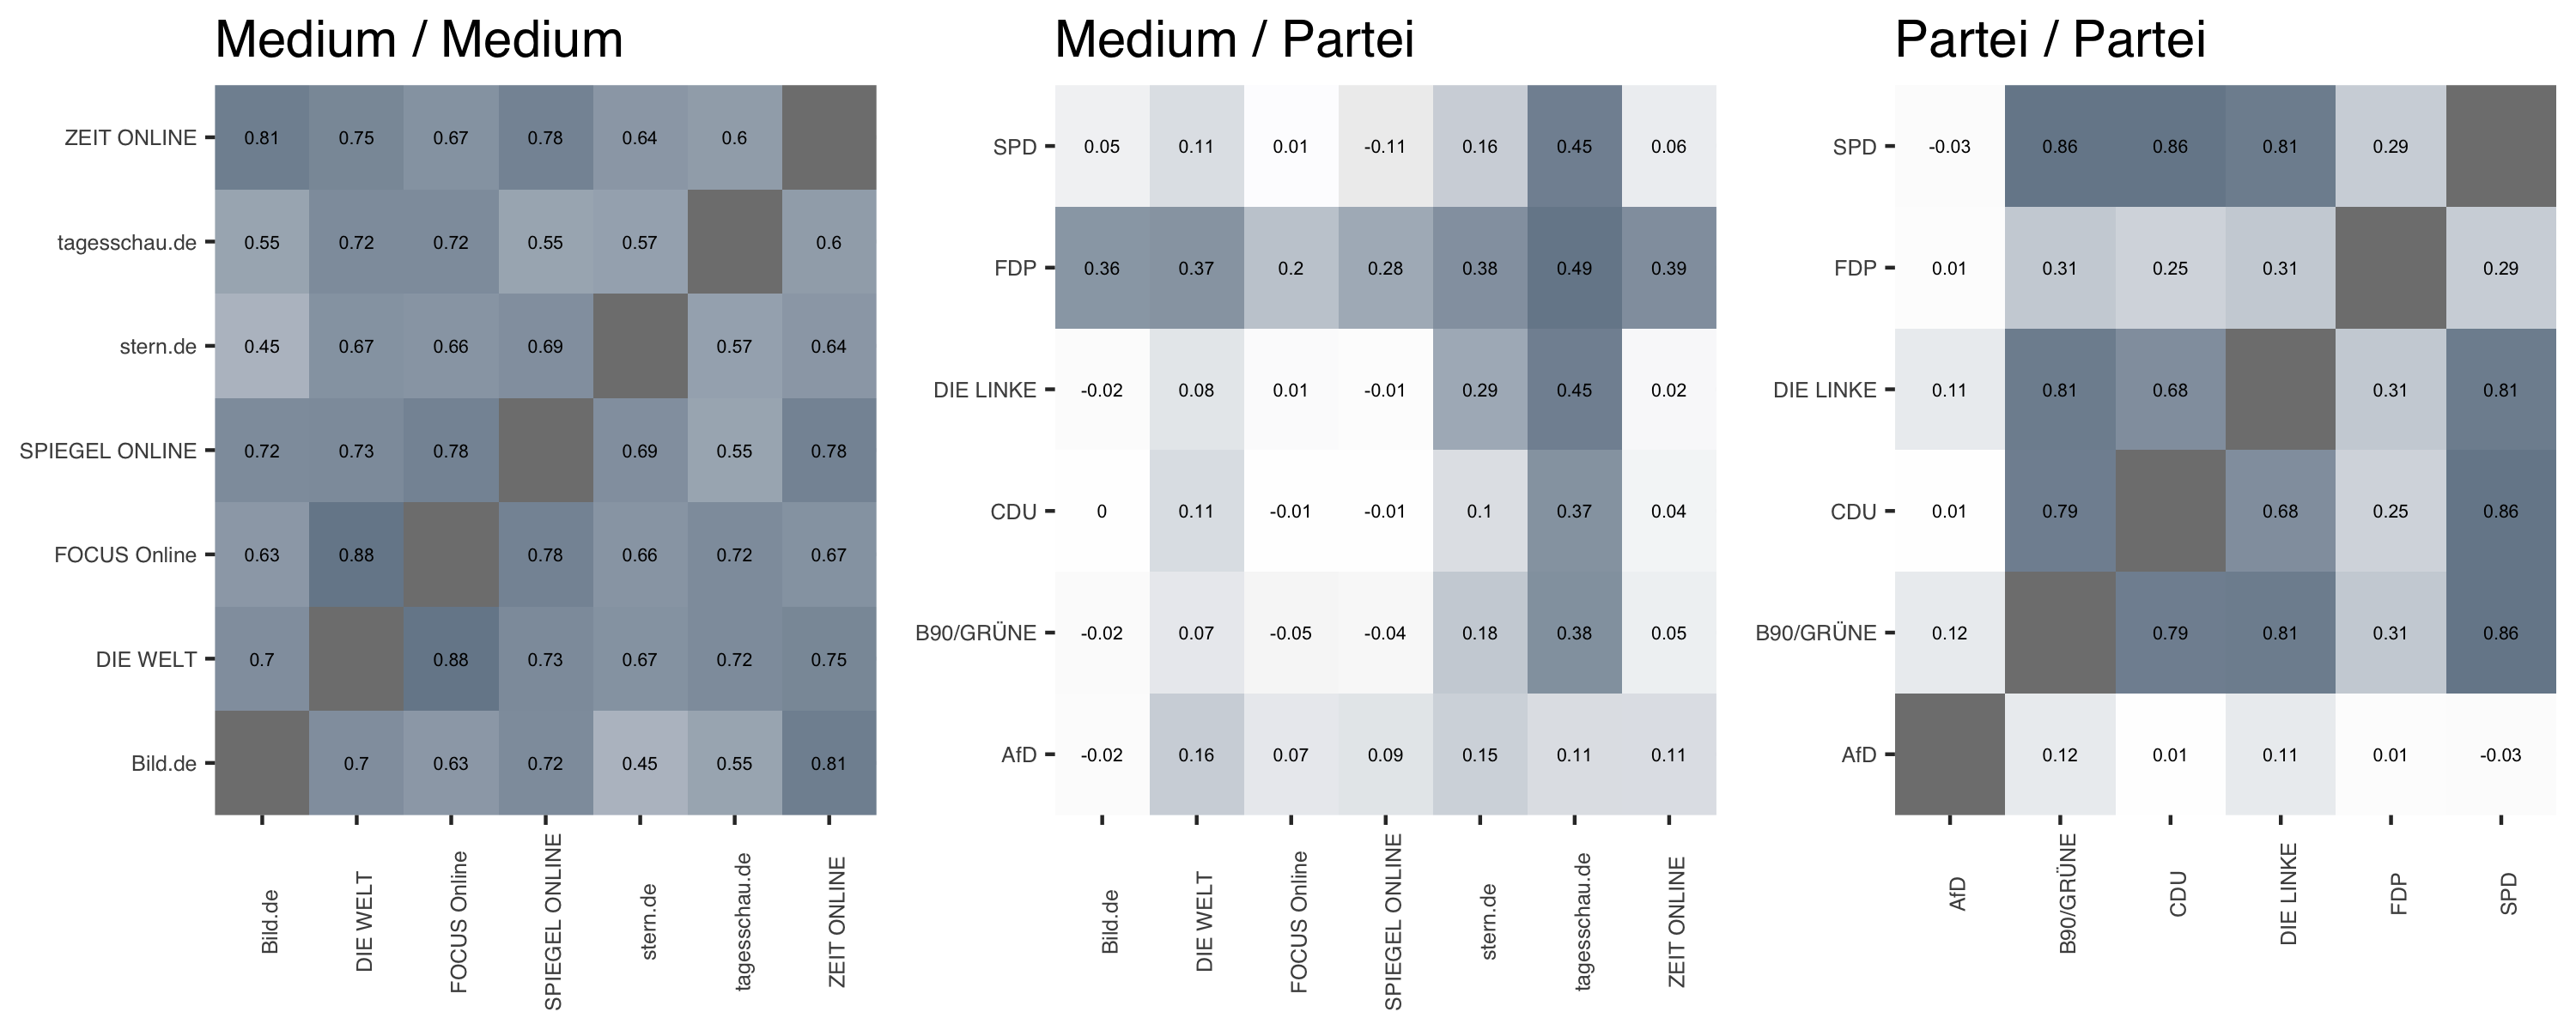 Medium / Medium
ZEIT ONLINE 0.81 0.75 0.67 0.78 0.64 0.6
tagesschau.de 0.55 0.72 0.72 0.55 0.57 0.6
stern.de 0.45 0.67 0.66 0.69 0.57 0.64
SPIEGEL ONLINE 0.72 0.73 0.78 0.69 0.55 0.78
FOCUS Online 0.63 0.88 0.78 0.66 0.72 0.67
DIE WELT 0.7 0.88 0.73 0.67 0.72 0.75
Bild.de 0.7 0.63 0.72 0.45 0.55 0.81
Bild.de DIE WELT FOCUS Online SPIEGEL ONLINE stern.de tagesschau.de ZEIT ONLINE
Medium / Partei
SPD 0.05 0.11 0.01 -0.11 0.16 0.45 0.06
FDP 0.36 0.37 0.2 0.28 0.38 0.49 0.39
DIE LINKE -0.02 0.08 0.01 -0.01 0.29 0.45 0.02
CDU 0 0.11 -0.01 -0.01 0.1 0.37 0.04
B90/GRÜNE -0.02 0.07 -0.05 -0.04 0.18 0.38 0.05
AfD -0.02 0.16 0.07 0.09 0.15 0.11 0.11
Bild.de DIE WELT FOCUS Online SPIEGEL ONLINE stern.de tagesschau.de ZEIT ONLINE
Partei / Partei
SPD -0.03 0.86 0.86 0.81 0.29
FDP 0.01 0.31 0.25 0.31 0.29
DIE LINKE 0.11 0.81 0.68 0.31 0.81
CDU 0.01 0.79 0.68 0.25 0.86
B90/GRÜNE 0.12 0.79 0.81 0.31 0.86
AfD 0.12 0.01 0.11 0.01 -0.03
AfD B90/GRÜNE CDU DIE LINKE FDP SPD